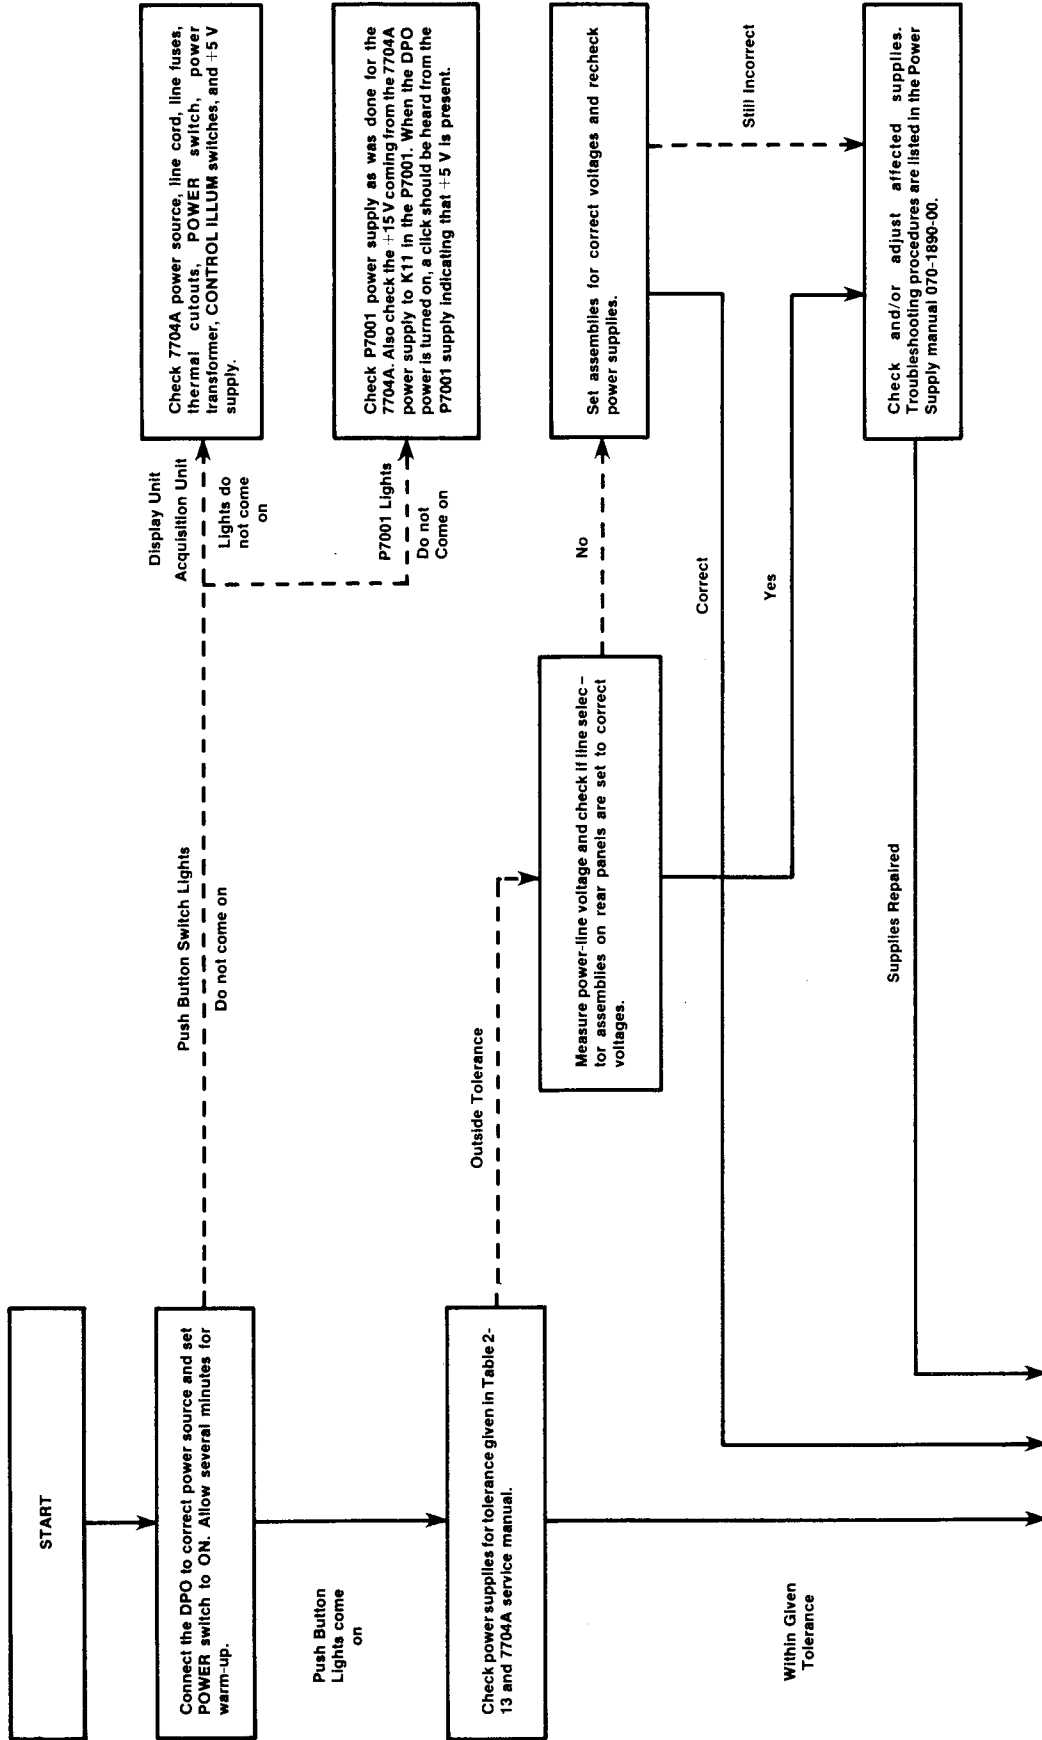 START
Connect the DPO to correct power source and set
POWER switch to ON. Allow several minutes for
warm-up.
Push Button Switch Lights
Do not come on
Display Unit
Acquisition Unit
Lights do
not come
on
Check 7704A power source, line cord, line fuses,
thermal cutouts, POWER switch, power
transformer, CONTROL ILLUM switches, and +5 V
supply.
P7001 Lights
Do not
Come on
Check P7001 power supply as was done for the
7704A. Also check the +15 V coming from the 7704A
power supply to K11 in the P7001. When the DPO
power is turned on, a click should be heard from the
P7001 supply indicating that +5 V is present.
Push Button
Lights come
on
Check power supplies for tolerance given in Table 2-
13 and 7704A service manual.
Outside Tolerance
Measure power-line voltage and check if line selec-
tor assemblies on rear panels are set to correct
voltages.
No
Set assemblies for correct voltages and recheck
power supplies.
Still Incorrect
Correct
Yes
Check and/or adjust affected supplies.
Troubleshooting procedures are listed in the Power
Supply manual 070-1890-00.
Supplies Repaired
Within Given
Tolerance